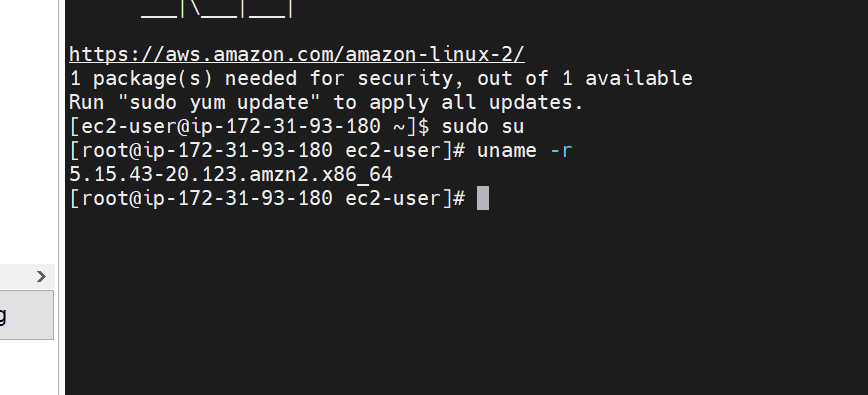 ___|\___|___|
https://aws.amazon.com/amazon-linux-2/
1 package(s) needed for security, out of 1 available
Run "sudo yum update" to apply all updates.
[ec2-user@ip-172-31-93-180 ~]$ sudo su
[root@ip-172-31-93-180 ec2-user]# uname -r
5.15.43-20.123.amzn2.x86_64
[root@ip-172-31-93-180 ec2-user]#
g